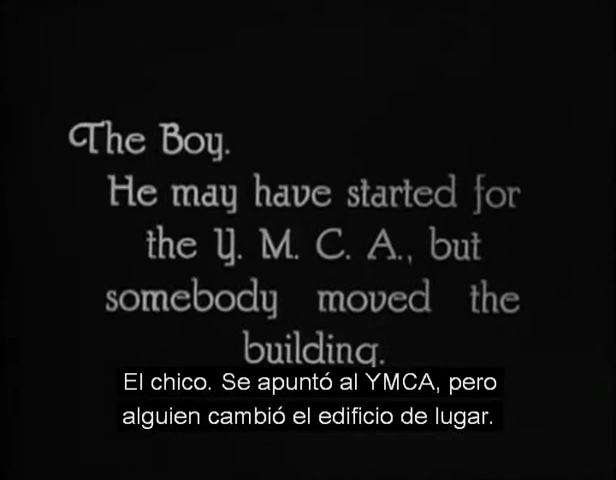 The Boy.
He may have started for
the Y. M. C. A., but
somebody moved the
building.
El chico. Se apuntó al YMCA, pero
alguien cambió el edificio de lugar.